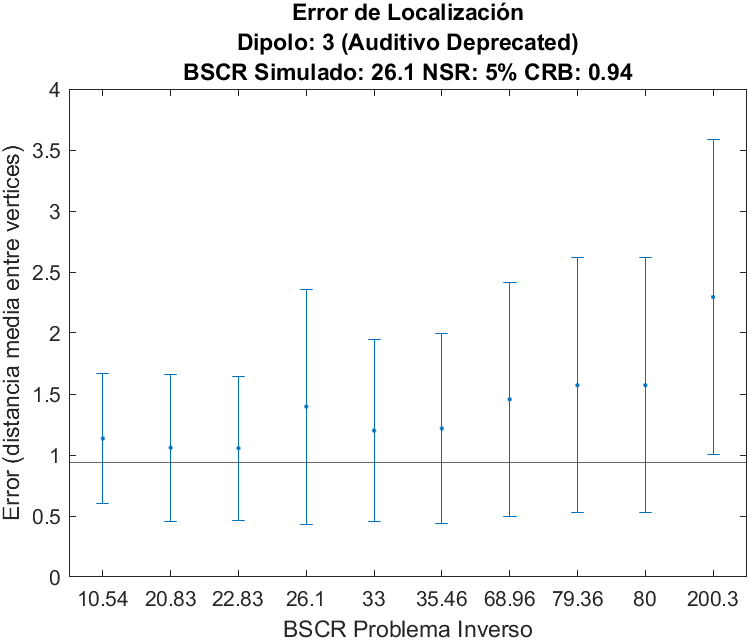 Error de Localización
Dipolo: 3 (Auditivo Deprecated)
BSCR Simulado: 26.1 NSR: 5% CRB: 0.94
Error (distancia media entre vertices)
4
3.5
3
2.5
2
1.5
1
0.5
0
10.54 20.83 22.83 26.1 33 35.46 68.96 79.36 80 200.3
BSCR Problema Inverso